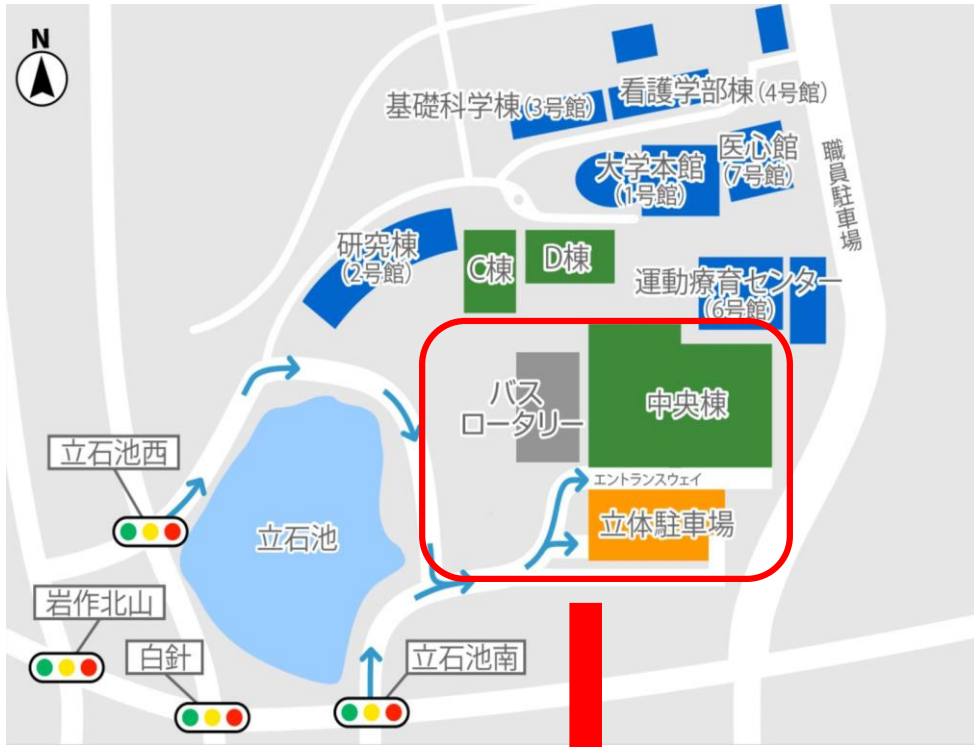 N
基礎科学棟(3号館)
看護学部棟(4号館)
大学本館
(1号館)
医心館
(7号館)
職員駐車場
研究棟
(2号館)
C棟
D棟
運動療育センター
(6号館)
バス
ロータリー
中央棟
エントランスウェイ
立体駐車場
立石池西
立石池
岩作北山
白針
立石池南